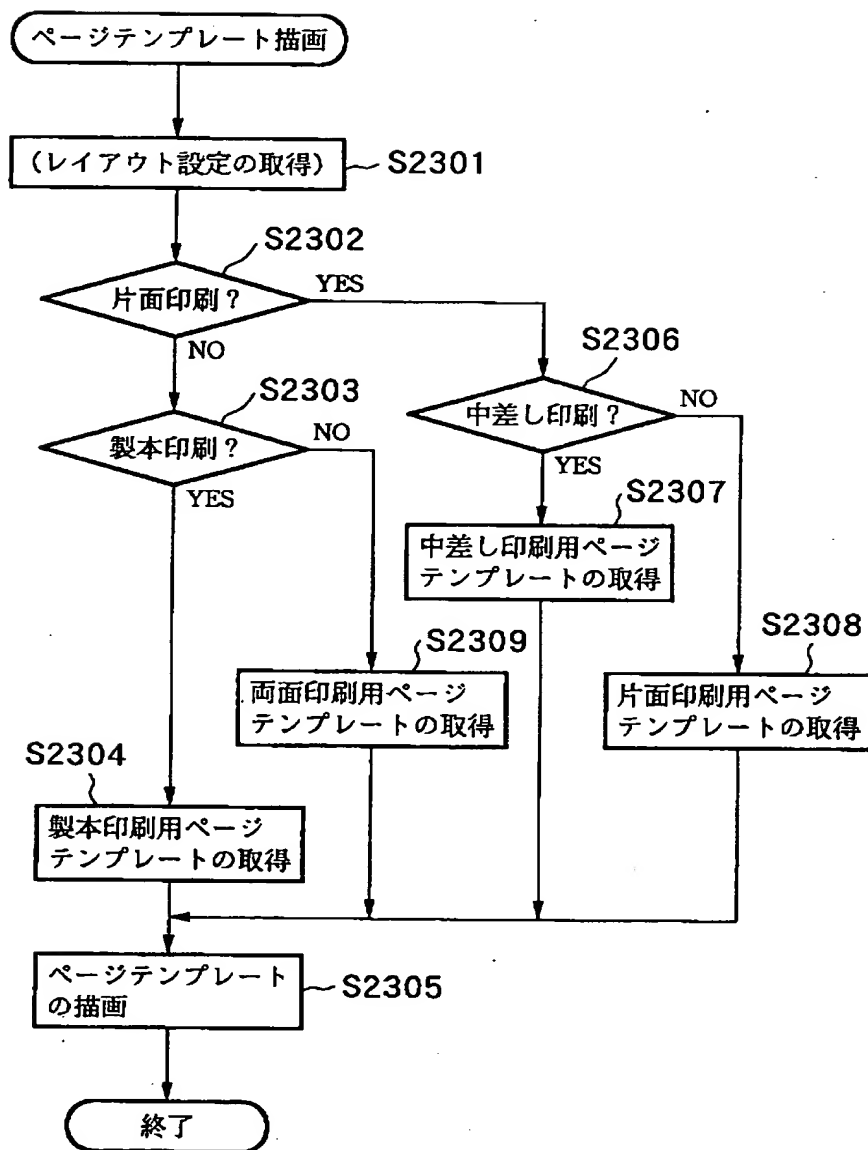 ページテンプレート描画
(レイアウト設定の取得)
S2301
S2302
片面印刷?
YES
NO
S2306
中差し印刷?
NO
YES
S2303
製本印刷?
NO
YES
S2307
中差し印刷用ページ
テンプレートの取得
S2308
片面印刷用ページ
テンプレートの取得
S2309
両面印刷用ページ
テンプレートの取得
S2304
製本印刷用ページ
テンプレートの取得
ページテンプレート
の描画
S2305
終了